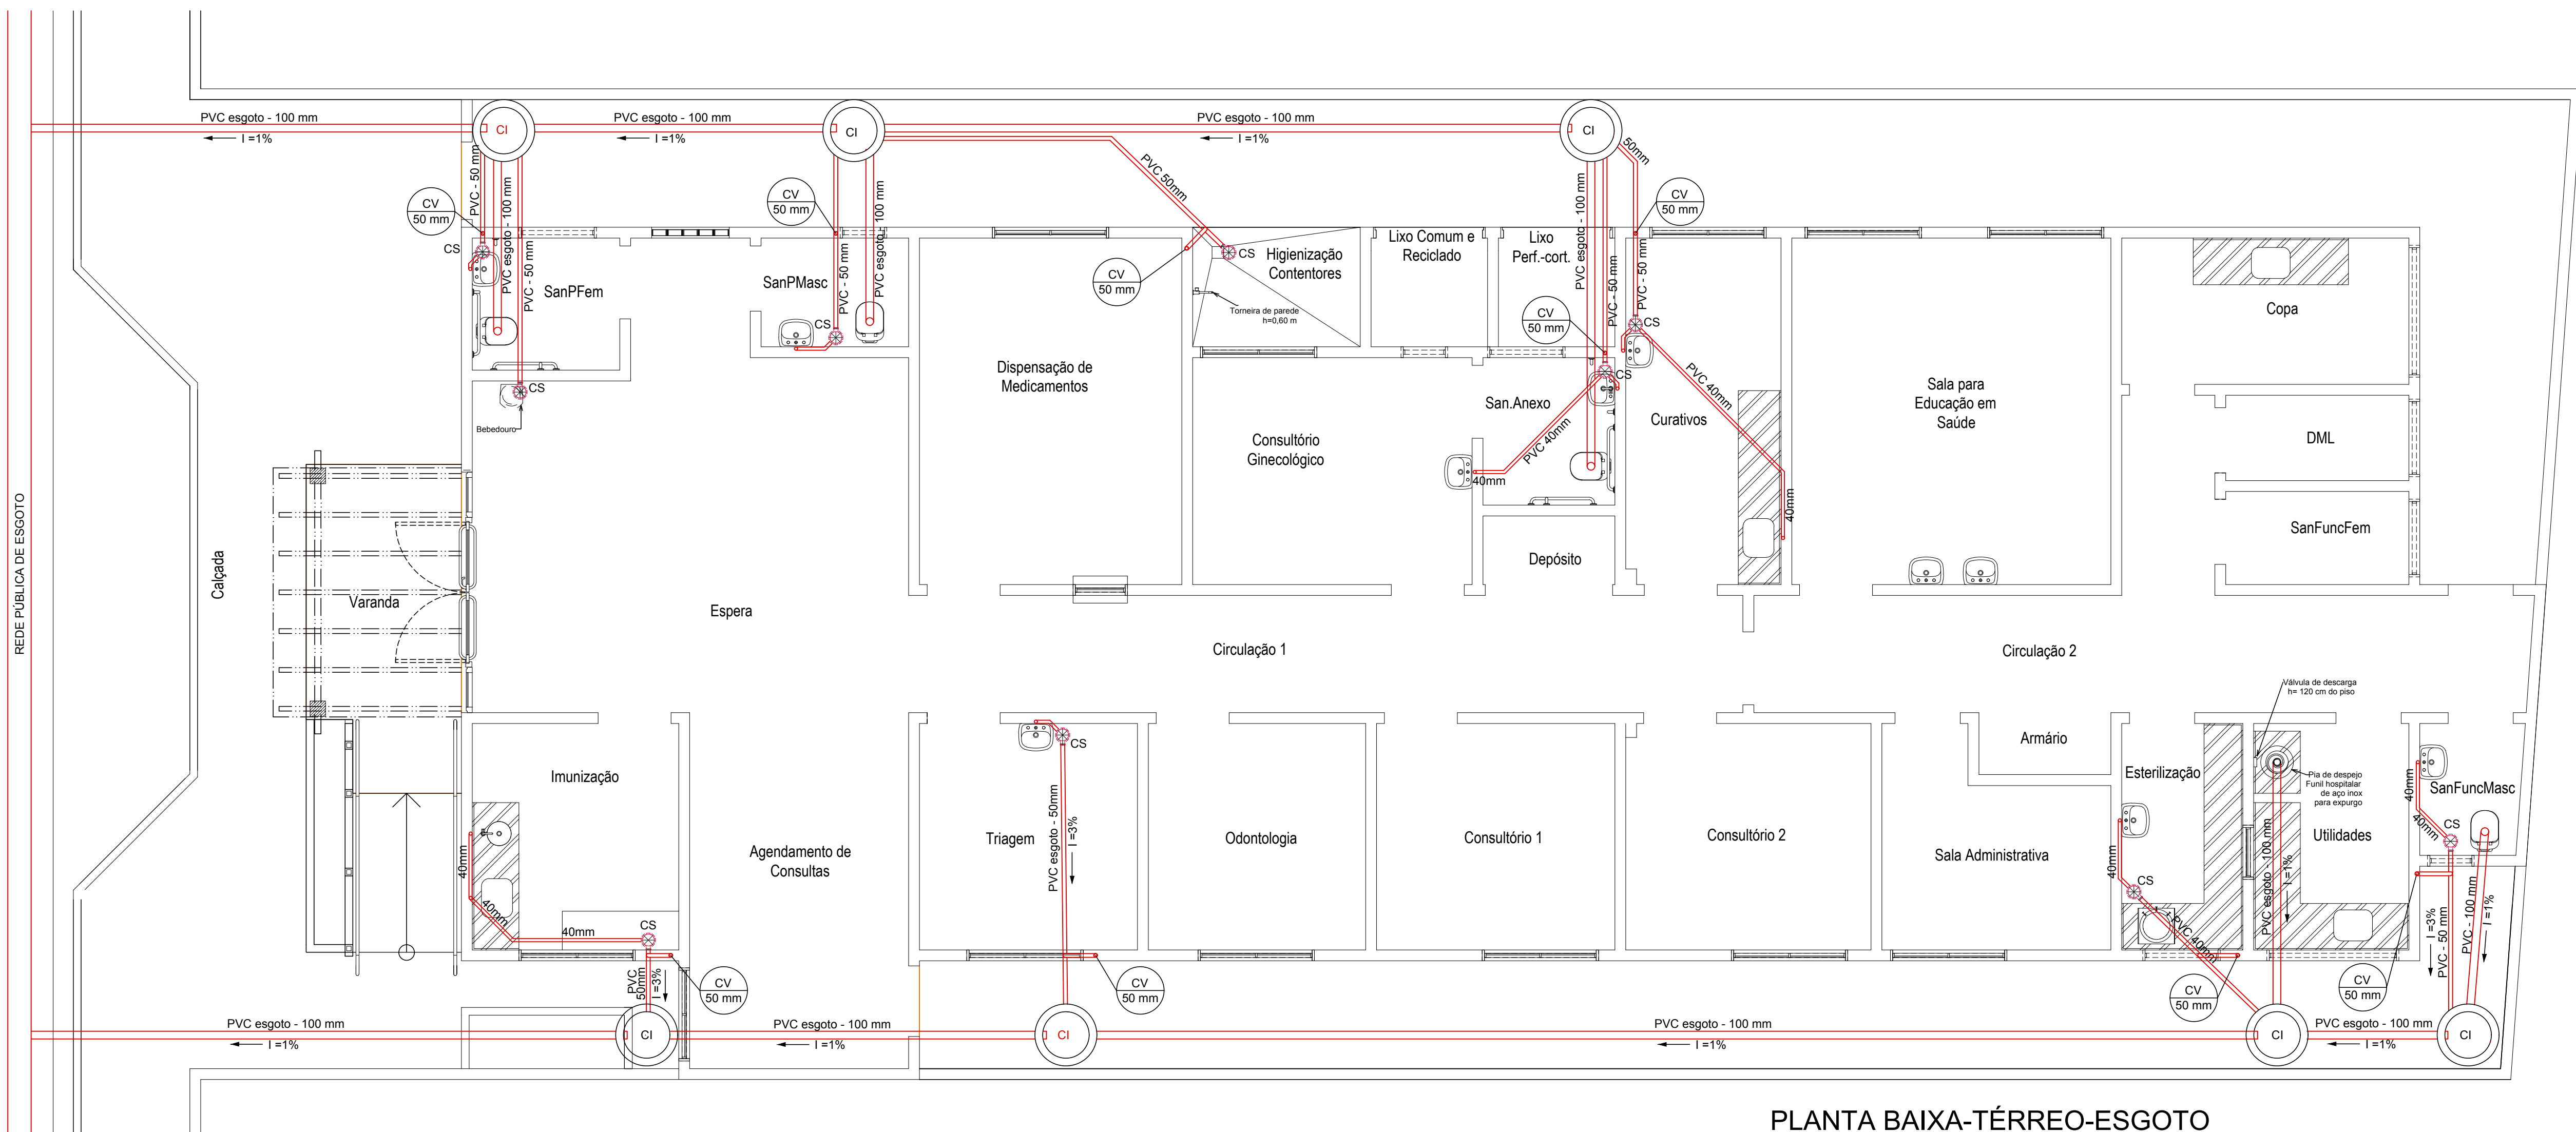 PVC esgoto - 100 mm
I =1%
PVC esgoto - 100 mm
I =1%
PVC esgoto - 100 mm
I =1%
CI
CI
CI
PVC - 50 mm
PVC esgoto - 100 mm
PVC - 50 mm
CV
50 mm
CS
SanPFem
CS
Bebedouro
CV
50 mm
PVC - 50 mm
PVC esgoto - 100 mm
SanPMasc
CS
PVC 50mm
CV
50 mm
CS
Higienização
Contentores
Torneira de parede
h=0,60 m
Lixo Comum e
Reciclado
Lixo
Perf.-cort.
PVC esgoto - 100 mm
PVC - 50 mm
50mm
CV
50 mm
PVC - 50 mm
CS
CV
50 mm
CS
San.Anexo
PVC 40mm
40mm
PVC 40mm
40mm
Curativos
Dispensação de
Medicamentos
Consultório
Ginecológico
Depósito
Sala para
Educação em
Saúde
Copa
DML
SanFuncFem
REDE PÚBLICA DE ESGOTO
Calçada
Varanda
Espera
Circulação 1
Circulação 2
Válvula de descarga
h= 120 cm do piso
Imunização
40mm
40mm
40mm
CS
PVC
50mm
I =3%
CV
50 mm
Agendamento de
Consultas
Triagem
CS
PVC esgoto - 50mm
I =3%
CV
50 mm
Odontologia
Consultório 1
Consultório 2
Armário
Sala Administrativa
Esterilização
40mm
CS
PVC 40mm
CV
50 mm
Pia de despejo
Funil hospitalar
de aço inox
para expurgo
PVC esgoto - 100 mm
I =1%
Utilidades
SanFuncMasc
40mm
40mm
CS
CV
50 mm
I =3%
PVC - 50 mm
PVC - 100 mm
I =1%
PVC esgoto - 100 mm
I =1%
CI
PVC esgoto - 100 mm
I =1%
CI
PVC esgoto - 100 mm
I =1%
CI
PVC esgoto - 100 mm
I =1%
CI
PLANTA BAIXA-TÉRREO-ESGOTO